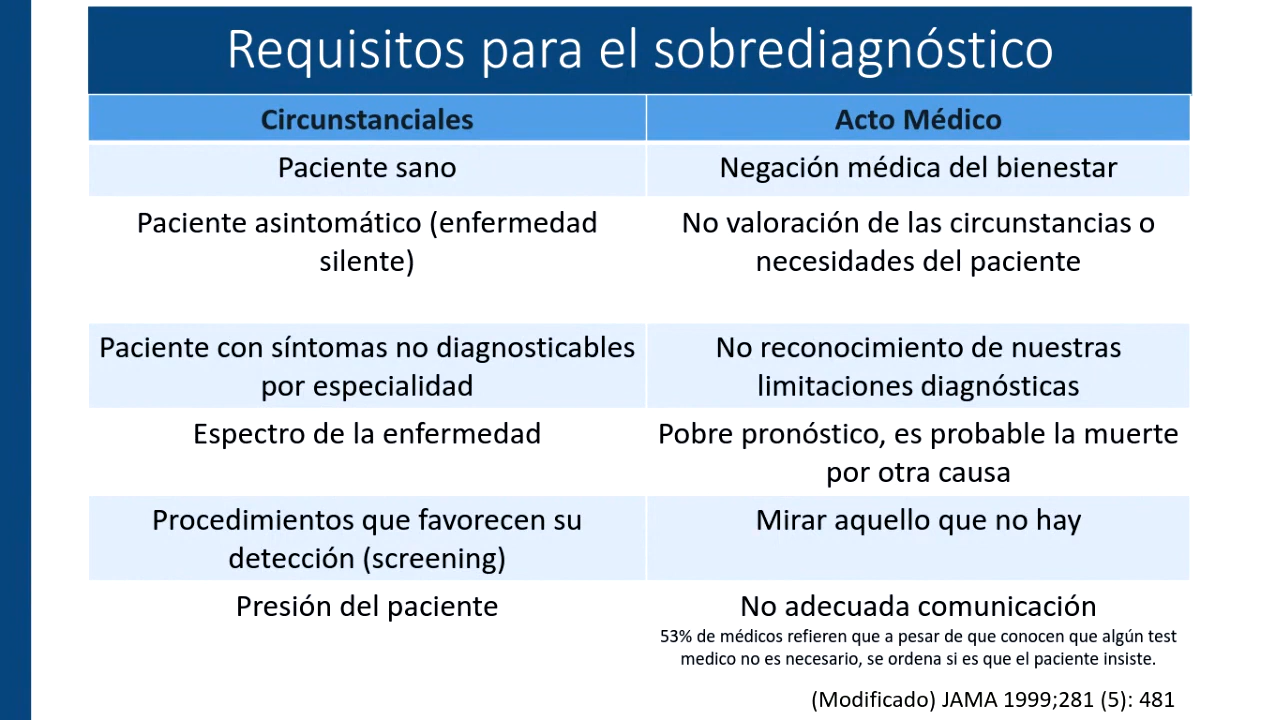 Requisitos para el sobrediagnóstico
Circunstanciales
Acto Médico
Paciente sano
Negación médica del bienestar
Paciente asintomático (enfermedad
silente)
No valoración de las circunstancias o
necesidades del paciente
Paciente con síntomas no diagnosticables
por especialidad
No reconocimiento de nuestras
limitaciones diagnósticas
Espectro de la enfermedad
Pobre pronóstico, es probable la muerte
por otra causa
Procedimientos que favorecen su
detección (screening)
Mirar aquello que no hay
Presión del paciente
No adecuada comunicación
53% de médicos refieren que a pesar de que conocen que algún test
medico no es necesario, se ordena si es que el paciente insiste.
(Modificado) JAMA 1999;281 (5): 481